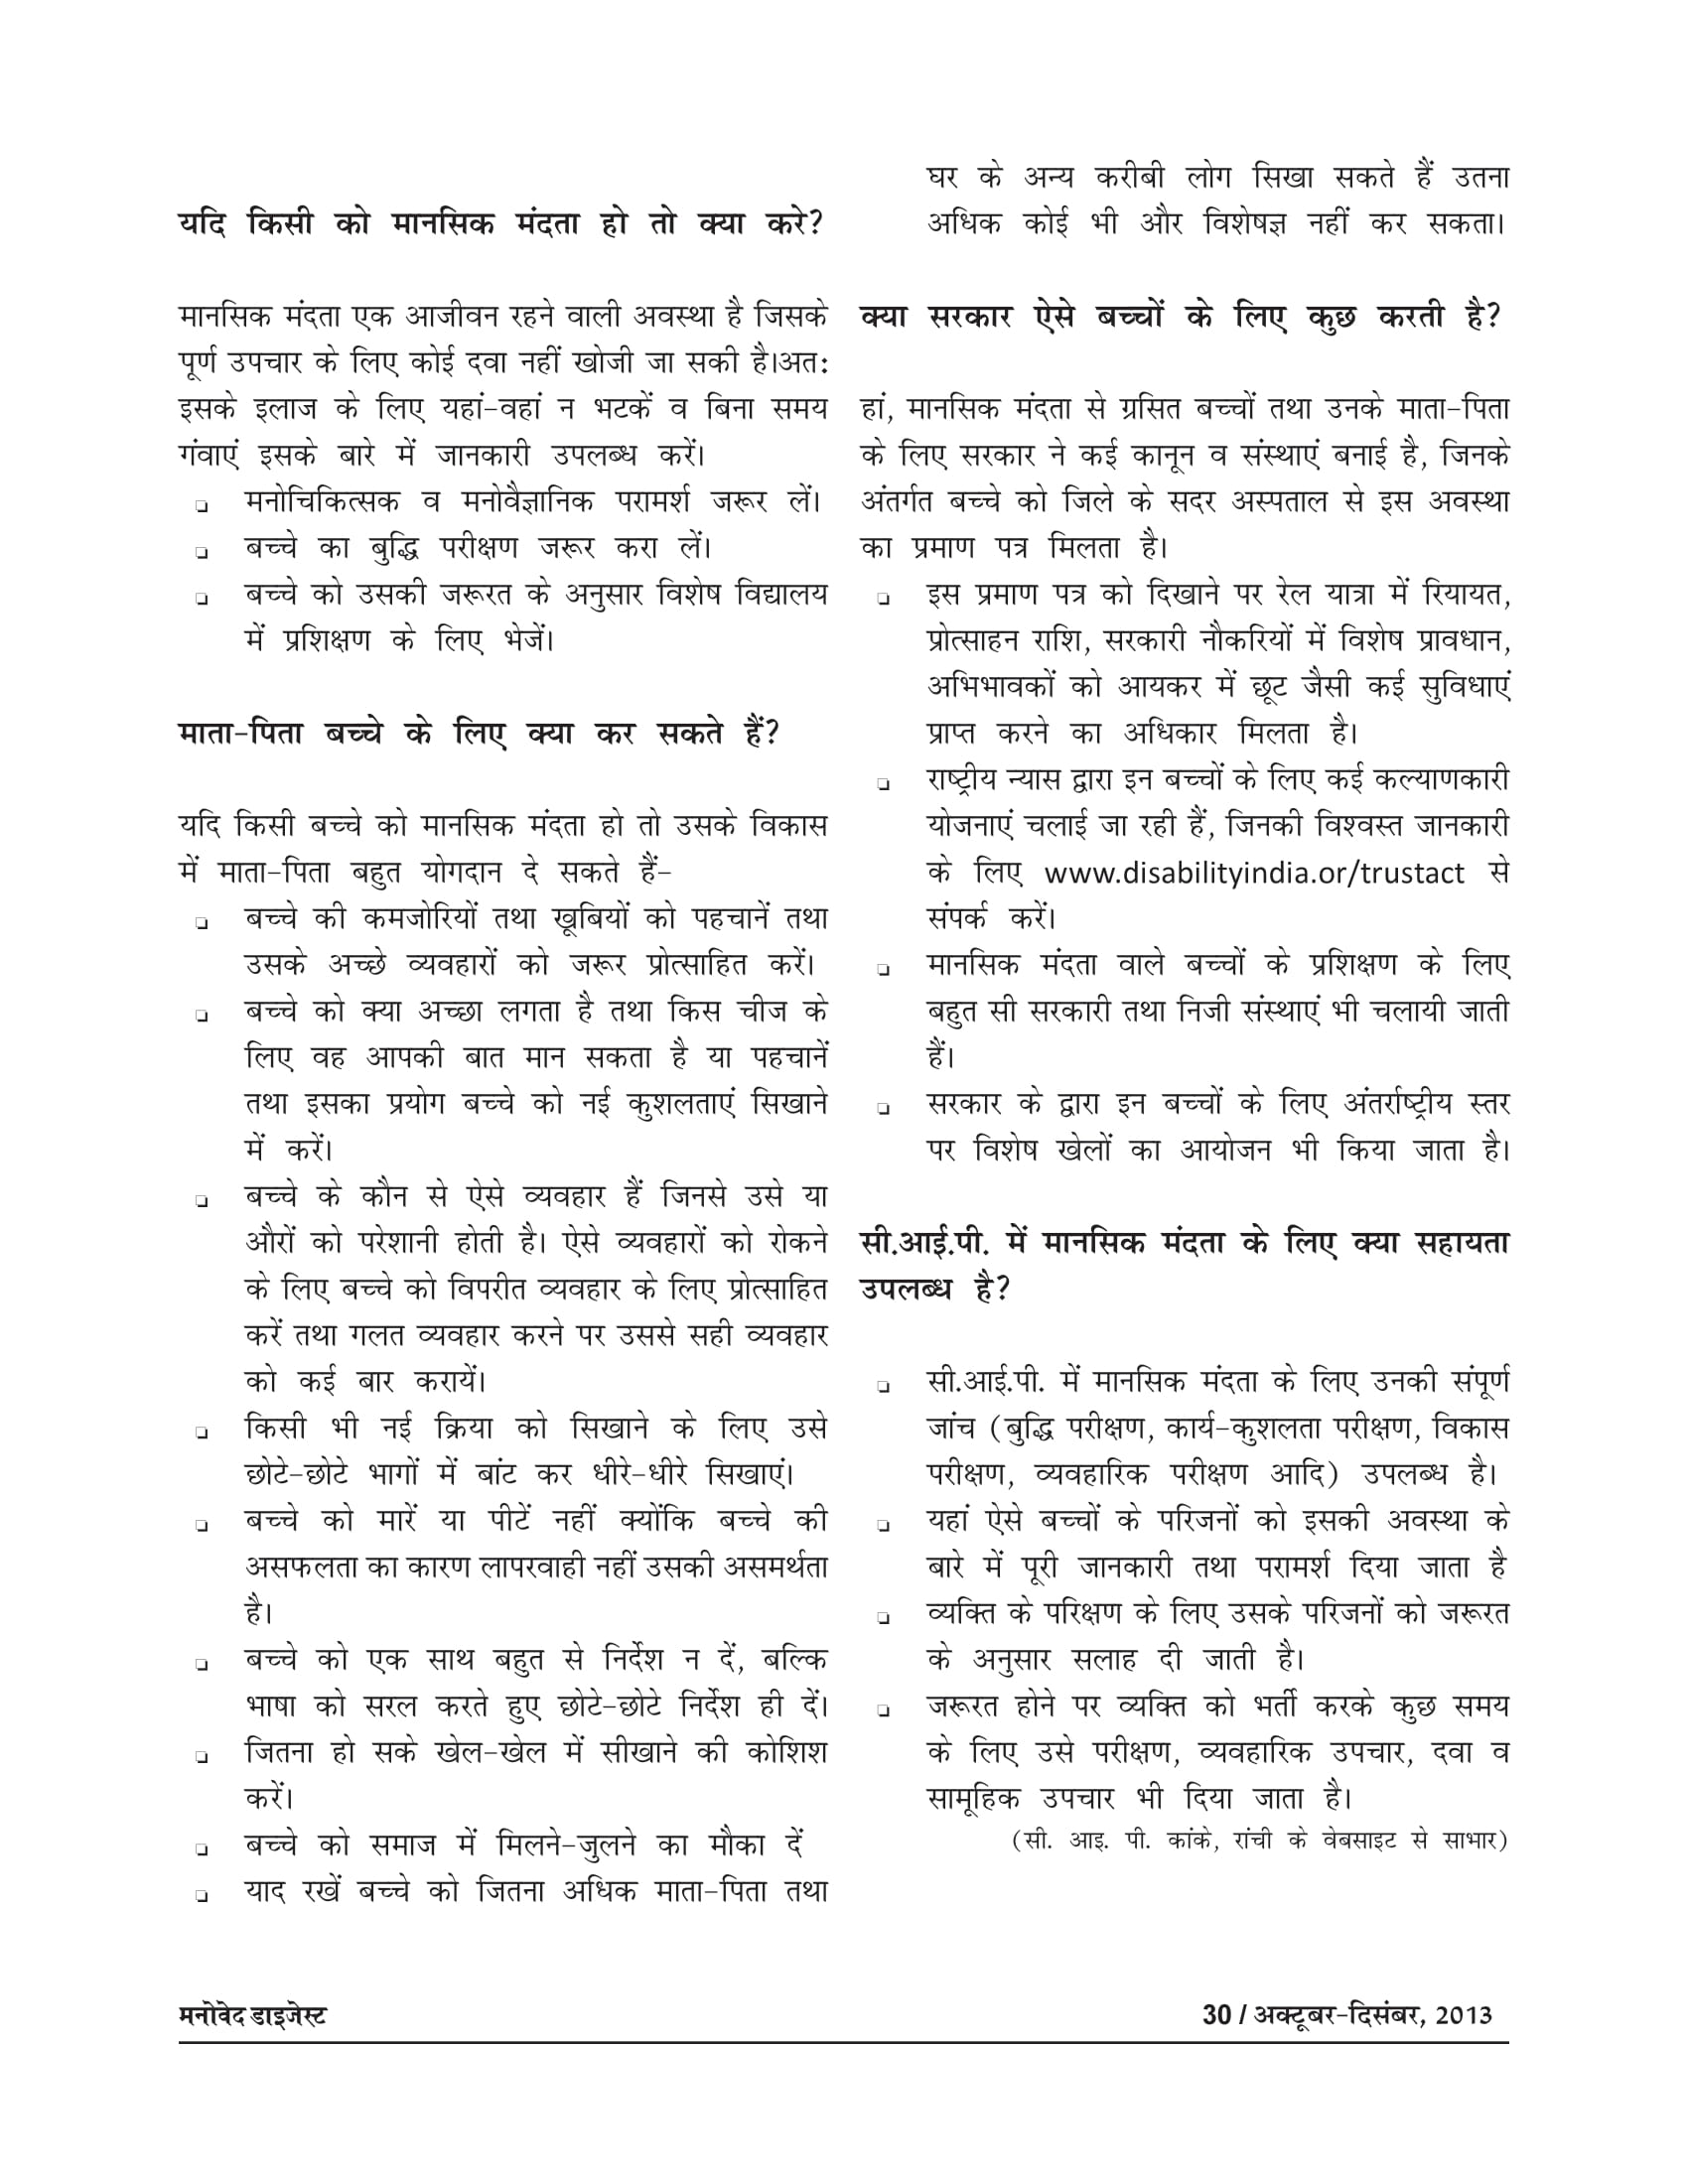 यदि किसी को मानसिक मंदता हो तो क्या करे?
मानसिक मंदता एक आजीवन रहने वाली अवस्था है जिसके
पूर्ण उपचार के लिए कोई दवा नहीं खोजी जा सकी है।अतः
इसके इलाज के लिए यहां-वहां न भटकें व बिना समय
गंवाएं इसके बारे में जानकारी उपलब्ध करें।
❑ मनोचिकित्सक व मनोवैज्ञानिक परामर्श जरूर लें।
❑ बच्चे का बुद्धि परीक्षण जरूर करा लें।
❑ बच्चे को उसकी जरूरत के अनुसार विशेष विद्यालय
में प्रशिक्षण के लिए भेजें।
माता-पिता बच्चे के लिए क्या कर सकते हैं?
यदि किसी बच्चे को मानसिक मंदता हो तो उसके विकास
में माता-पिता बहुत योगदान दे सकते हैं-
❑ बच्चे की कमजोरियों तथा खूबियों को पहचानें तथा
उसके अच्छे व्यवहारों को जरूर प्रोत्साहित करें।
❑ बच्चे को क्या अच्छा लगता है तथा किस चीज के
लिए वह आपकी बात मान सकता है या पहचानें
तथा इसका प्रयोग बच्चे को नई कुशलताएं सिखाने
में करें।
❑ बच्चे के कौन से ऐसे व्यवहार हैं जिनसे उसे या
औरों को परेशानी होती है। ऐसे व्यवहारों को रोकने
के लिए बच्चे को विपरीत व्यवहार के लिए प्रोत्साहित
करें तथा गलत व्यवहार करने पर उससे सही व्यवहार
को कई बार करायें।
❑ किसी भी नई क्रिया को सिखाने के लिए उसे
छोटे-छोटे भागों में बांट कर धीरे-धीरे सिखाएं।
❑ बच्चे को मारें या पीटें नहीं क्योंकि बच्चे की
असफलता का कारण लापरवाही नहीं उसकी असमर्थता
है।
❑ बच्चे को एक साथ बहुत से निर्देश न दें, बल्कि
भाषा को सरल करते हुए छोटे-छोटे निर्देश ही दें।
❑ जितना हो सके खेल-खेल में सीखाने की कोशिश
करें।
❑ बच्चे को समाज में मिलने-जुलने का मौका दें
❑ याद रखें बच्चे को जितना अधिक माता-पिता तथा
घर के अन्य करीबी लोग सिखा सकते हैं उतना
अधिक कोई भी और विशेषज्ञ नहीं कर सकता।
क्या सरकार ऐसे बच्चों के लिए कुछ करती है?
हां, मानसिक मंदता से ग्रसित बच्चों तथा उनके माता-पिता
के लिए सरकार ने कई कानून व संस्थाएं बनाई है, जिनके
अंतर्गत बच्चे को जिले के सदर अस्पताल से इस अवस्था
का प्रमाण पत्र मिलता है।
❑ इस प्रमाण पत्र को दिखाने पर रेल यात्रा में रियायत,
प्रोत्साहन राशि, सरकारी नौकरियों में विशेष प्रावधान,
अभिभावकों को आयकर में छूट जैसी कई सुविधाएं
प्राप्त करने का अधिकार मिलता है।
❑ राष्ट्रीय न्यास द्वारा इन बच्चों के लिए कई कल्याणकारी
योजनाएं चलाई जा रही हैं, जिनकी विश्वस्त जानकारी
के लिए www.disabilityindia.or/trustact से
संपर्क करें।
❑ मानसिक मंदता वाले बच्चों के प्रशिक्षण के लिए
बहुत सी सरकारी तथा निजी संस्थाएं भी चलायी जाती
हैं।
❑ सरकार के द्वारा इन बच्चों के लिए अंतर्राष्ट्रीय स्तर
पर विशेष खेलों का आयोजन भी किया जाता है।
सी.आई.पी. में मानसिक मंदता के लिए क्या सहायता
उपलब्ध है?
❑ सी.आई.पी. में मानसिक मंदता के लिए उनकी संपूर्ण
जांच (बुद्धि परीक्षण, कार्य-कुशलता परीक्षण, विकास
परीक्षण, व्यवहारिक परीक्षण आदि) उपलब्ध है।
❑ यहां ऐसे बच्चों के परिजनों को इसकी अवस्था के
बारे में पूरी जानकारी तथा परामर्श दिया जाता है
❑ व्यक्ति के परिक्षण के लिए उसके परिजनों को जरूरत
के अनुसार सलाह दी जाती है।
❑ जरूरत होने पर व्यक्ति को भर्ती करके कुछ समय
के लिए उसे परीक्षण, व्यवहारिक उपचार, दवा व
सामूहिक उपचार भी दिया जाता है।
(सी. आइ. पी. कांके, रांची के वेबसाइट से साभार)
मनोवेद डाइजेस्ट
30 / अक्टूबर-दिसंबर, 2013